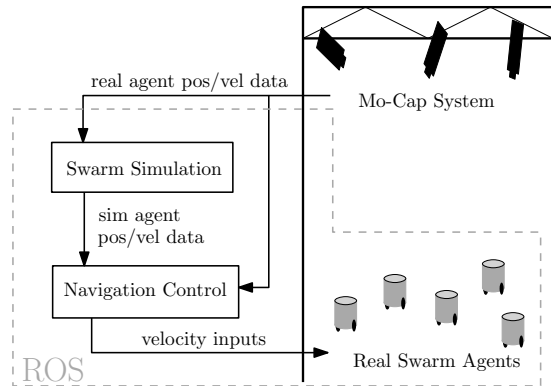 real agent pos/vel data
Mo-Cap System
Swarm Simulation
sim agent
pos/vel data
Navigation Control
velocity inputs
Real Swarm Agents
ROS